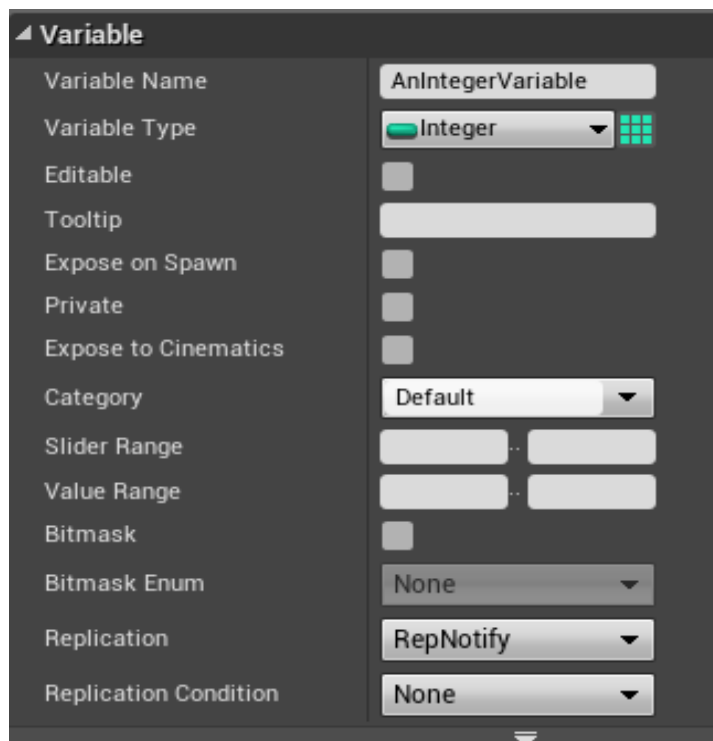 Variable
Variable Name AnIntegerVariable
Variable Type Integer
Editable
Tooltip
Expose on Spawn
Private
Expose to Cinematics
Category Default
Slider Range ..
Value Range ..
Bitmask
Bitmask Enum None
Replication RepNotify
Replication Condition None